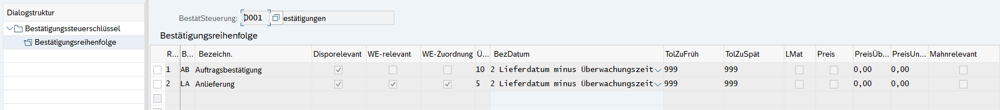 Dialogstruktur
Bestätigungssteuerschlüssel
Bestätigungsreihenfolge
BestätSteuerung: 0001 estätigungen
Bestätigungsreihenfolge
R... B... Bezeichn. Disporelevant WE-relevant WE-Zuordnung Ü... BezDatum TolZuFrüh TolZuSpät LMat Preis PreisÜb... PreisUn... Mahnrelevant
1 AB Auftragsbestätigung 10 2 Lieferdatum minus Überwachungszeit 999 999 0,00 0,00
2 LA Anlieferung 5 2 Lieferdatum minus Überwachungszeit 999 999 0,00 0,00